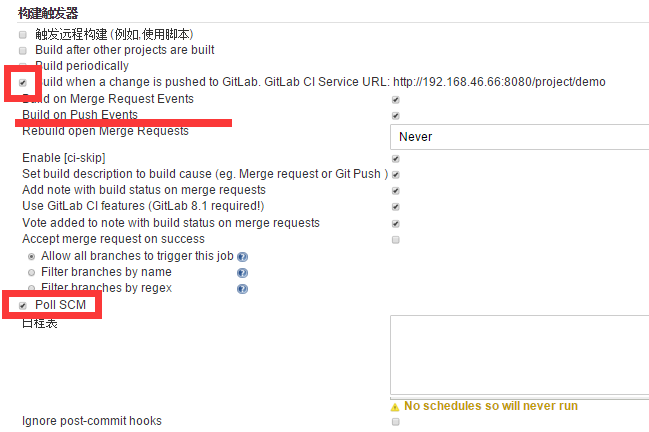 构建触发器
触发远程构建 (例如,使用脚本)
Build after other projects are built
Build periodically
Build when a change is pushed to GitLab. GitLab CI Service URL: http://192.168.46.66:8080/project/demo
Build on Merge Request Events
Build on Push Events
Rebuild open Merge Requests
Never
Enable [ci-skip]
Set build description to build cause (eg. Merge request or Git Push )
Add note with build status on merge requests
Use GitLab CI features (GitLab 8.1 required!)
Vote added to note with build status on merge requests
Accept merge request on success
Allow all branches to trigger this job
Filter branches by name
Filter branches by regex
Poll SCM
日程表
No schedules so will never run
Ignore post-commit hooks